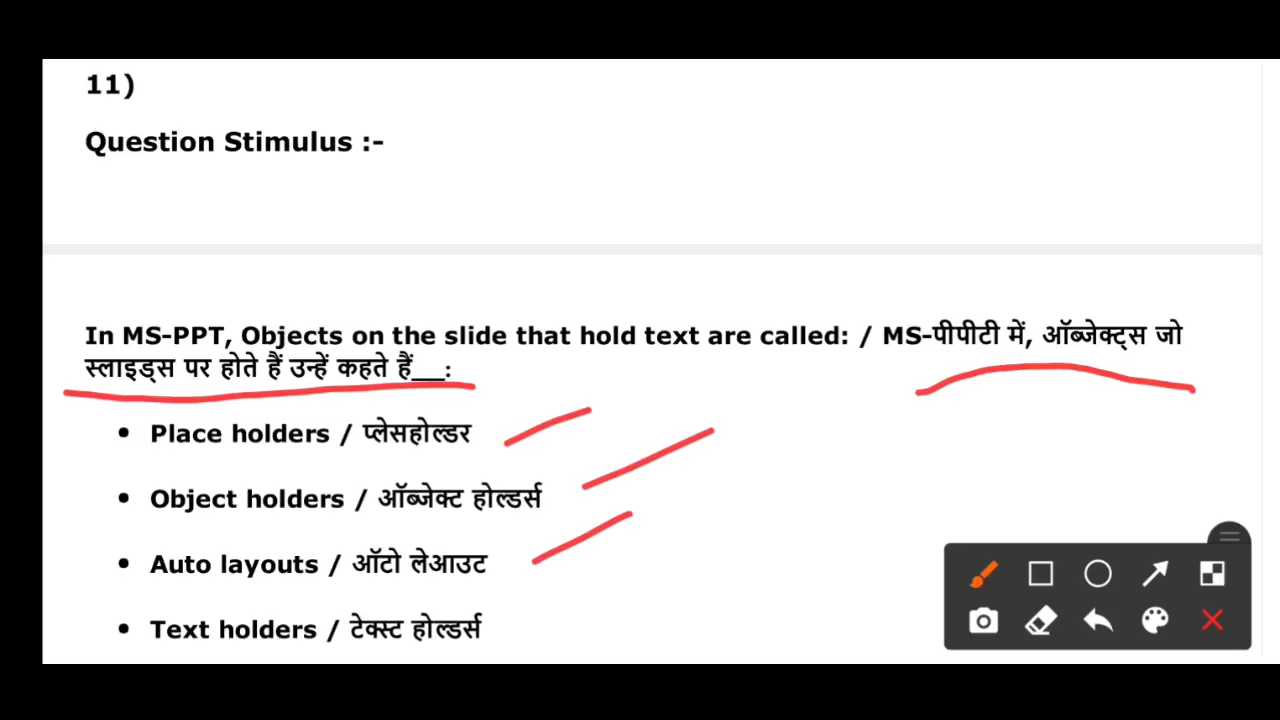 11)
Question Stimulus :-
In MS-PPT, Objects on the slide that hold text are called: / MS-पीपीटी में, ऑब्जेक्ट्स जो
स्लाइड्स पर होते हैं उन्हें कहते हैं__:
• Place holders / प्लेसहोल्डर
• Object holders / ऑब्जेक्ट होल्डर्स
• Auto layouts / ऑटो लेआउट
• Text holders / टेक्स्ट होल्डर्स